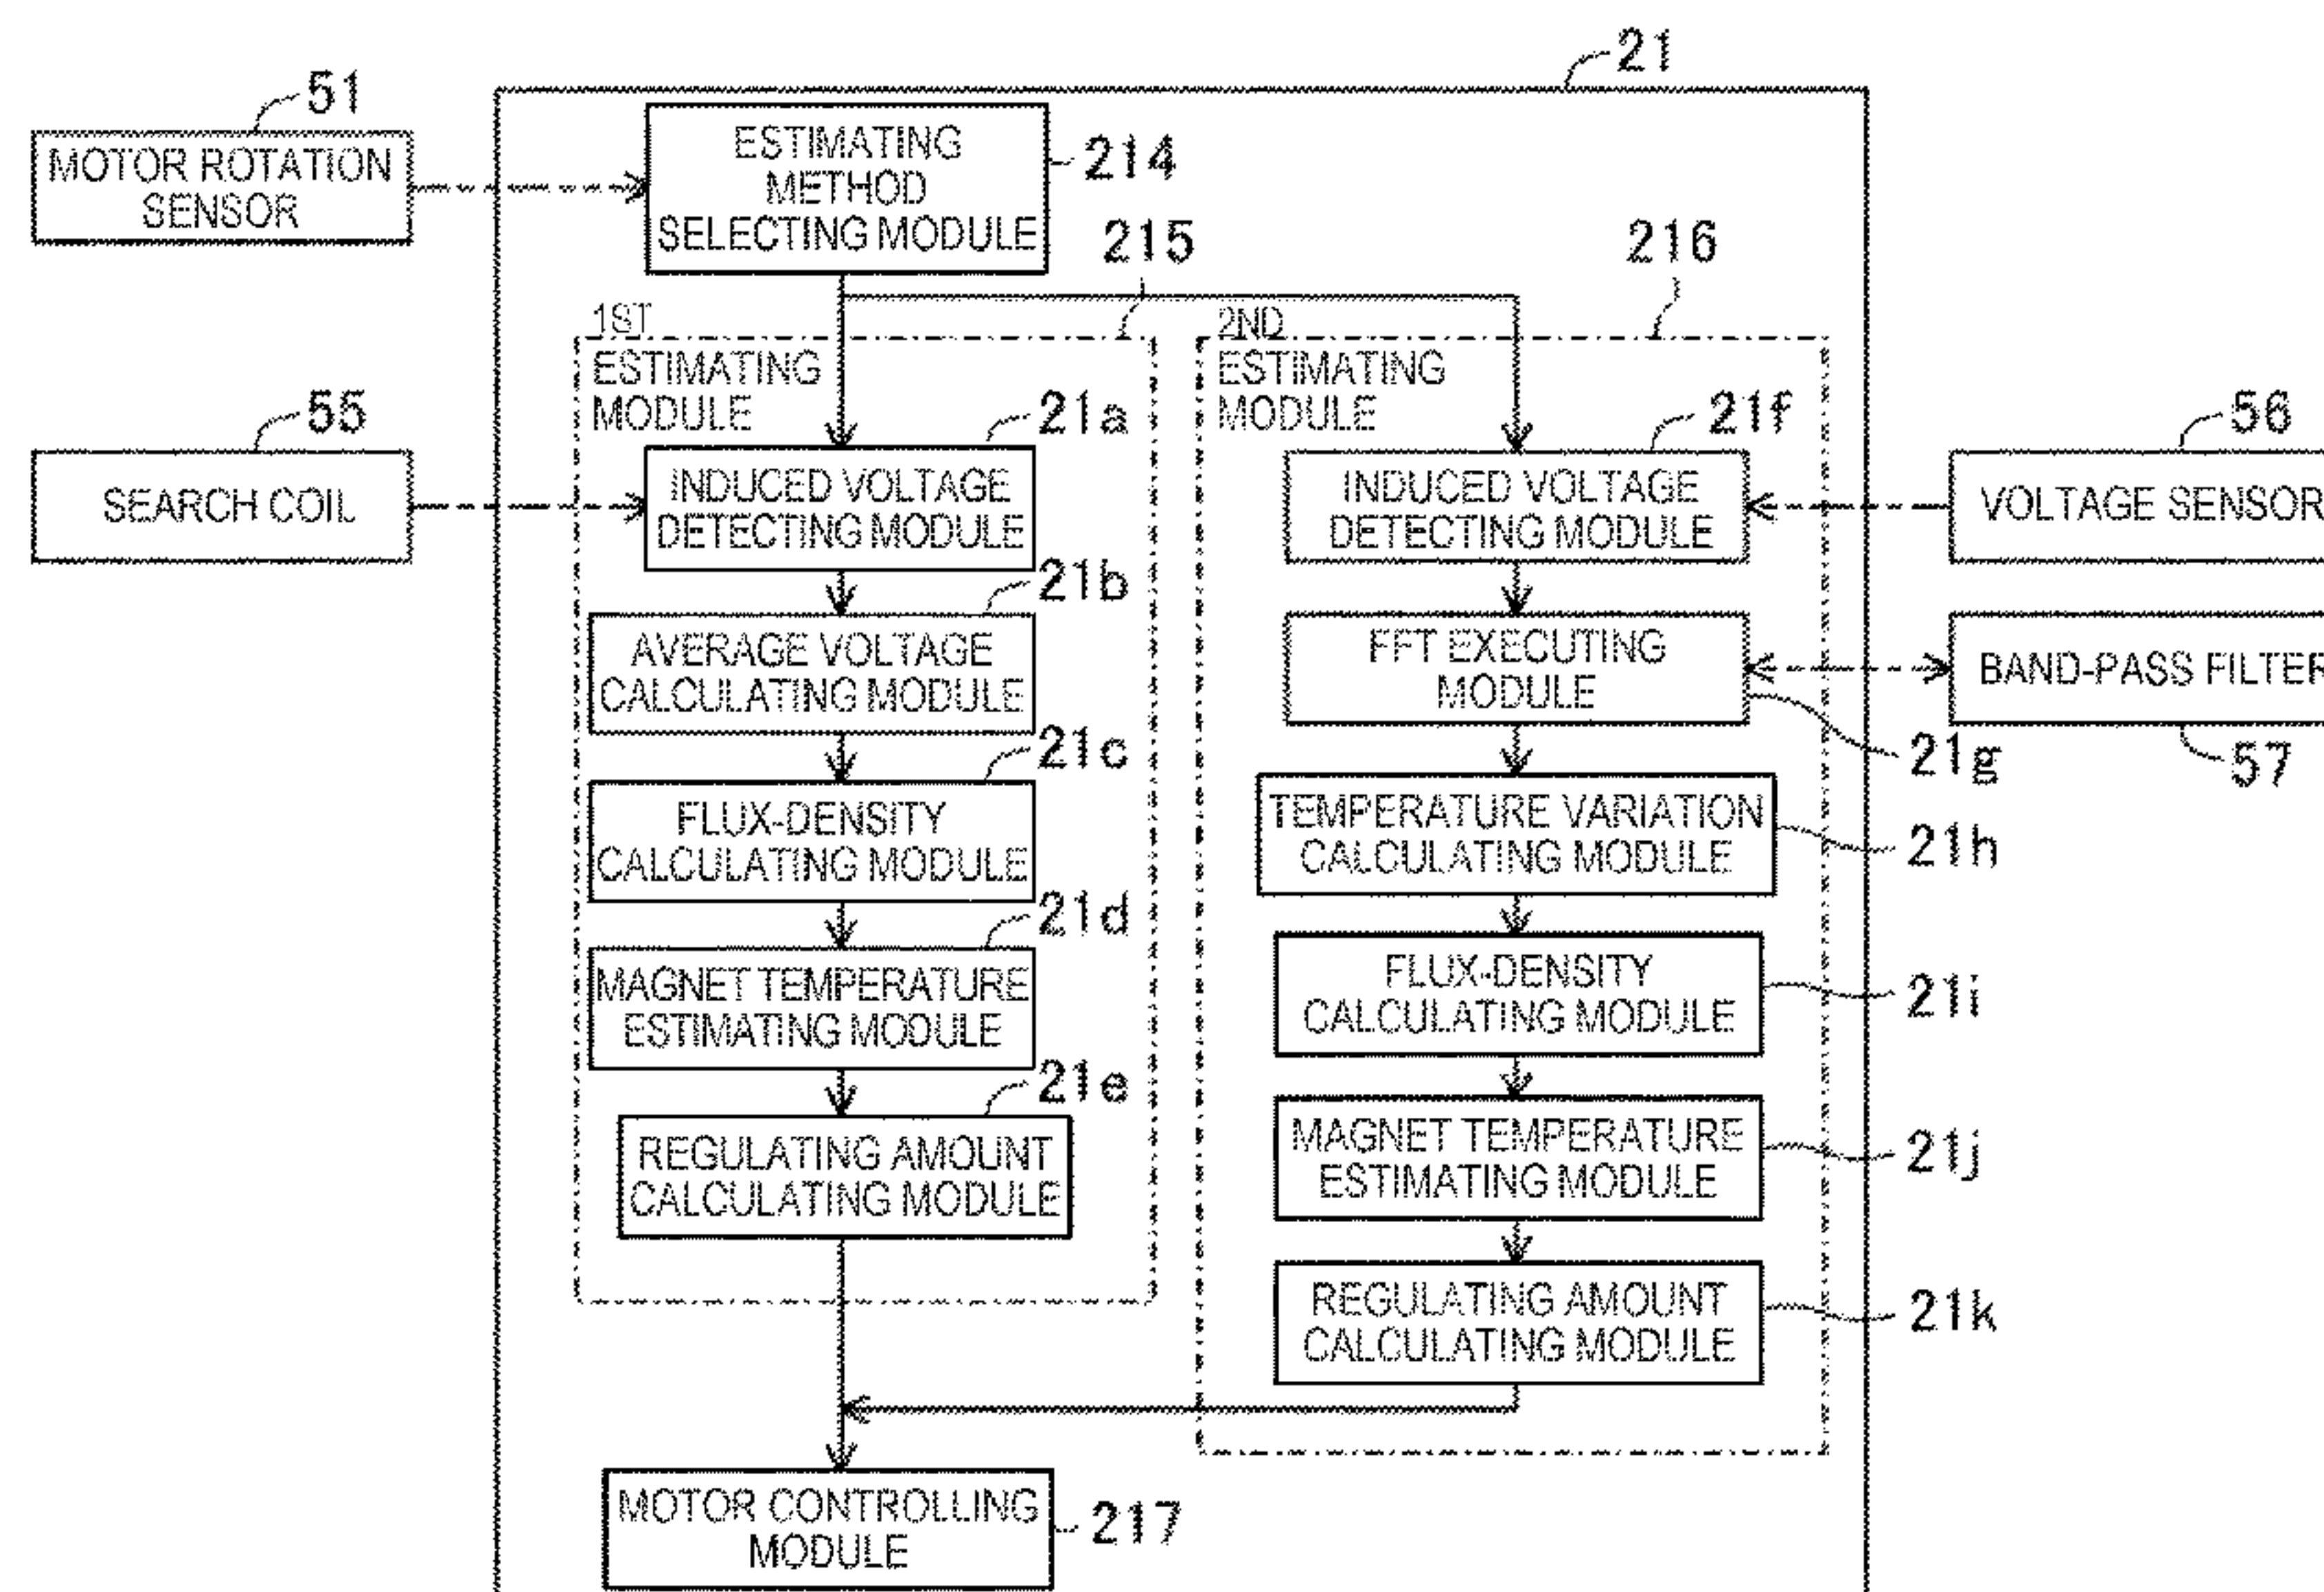 21
51
MOTOR ROTATION
SENSOR
ESTIMATING
METHOD
SELECTING MODULE
214
215
216
1ST
ESTIMATING
MODULE
2ND
ESTIMATING
MODULE
55
SEARCH COIL
21a
INDUCED VOLTAGE
DETECTING MODULE
21b
AVERAGE VOLTAGE
CALCULATING MODULE
21c
FLUX-DENSITY
CALCULATING MODULE
21d
MAGNET TEMPERATURE
ESTIMATING MODULE
21e
REGULATING AMOUNT
CALCULATING MODULE
21f
INDUCED VOLTAGE
DETECTING MODULE
56
VOLTAGE SENSOR
FFT EXECUTING
MODULE
21g
BAND-PASS FILTER
57
TEMPERATURE VARIATION
CALCULATING MODULE
21h
FLUX-DENSITY
CALCULATING MODULE
21i
MAGNET TEMPERATURE
ESTIMATING MODULE
21j
REGULATING AMOUNT
CALCULATING MODULE
21k
MOTOR CONTROLLING
MODULE
217